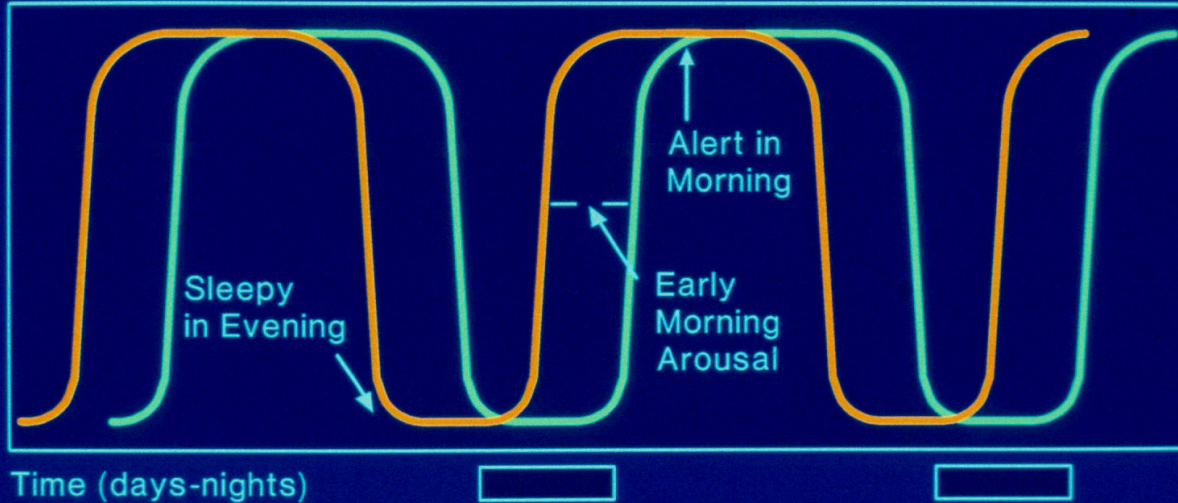 Alert in
Morning
Sleepy
in Evening
Early
Morning
Arousal
Time (days-nights)